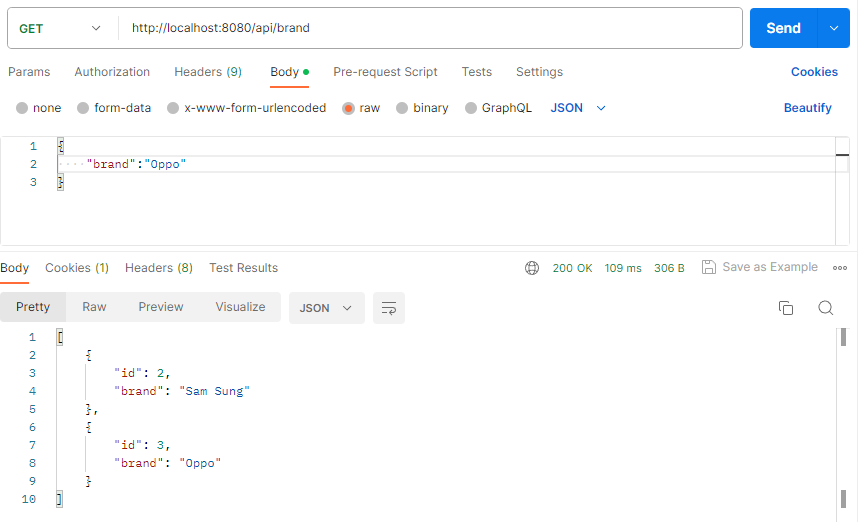 GET http://localhost:8080/api/brand Send
Params Authorization Headers (9) Body Pre-request Script Tests Settings Cookies
none form-data x-www-form-urlencoded raw binary GraphQL JSON Beautify
1 {
2 "brand":"Oppo"
3 }
Body Cookies (1) Headers (8) Test Results 200 OK 109 ms 306 B Save as Example
Pretty Raw Preview Visualize JSON
1 [
2 {
3 "id": 2,
4 "brand": "Sam Sung"
5 },
6 {
7 "id": 3,
8 "brand": "Oppo"
9 }
10 ]